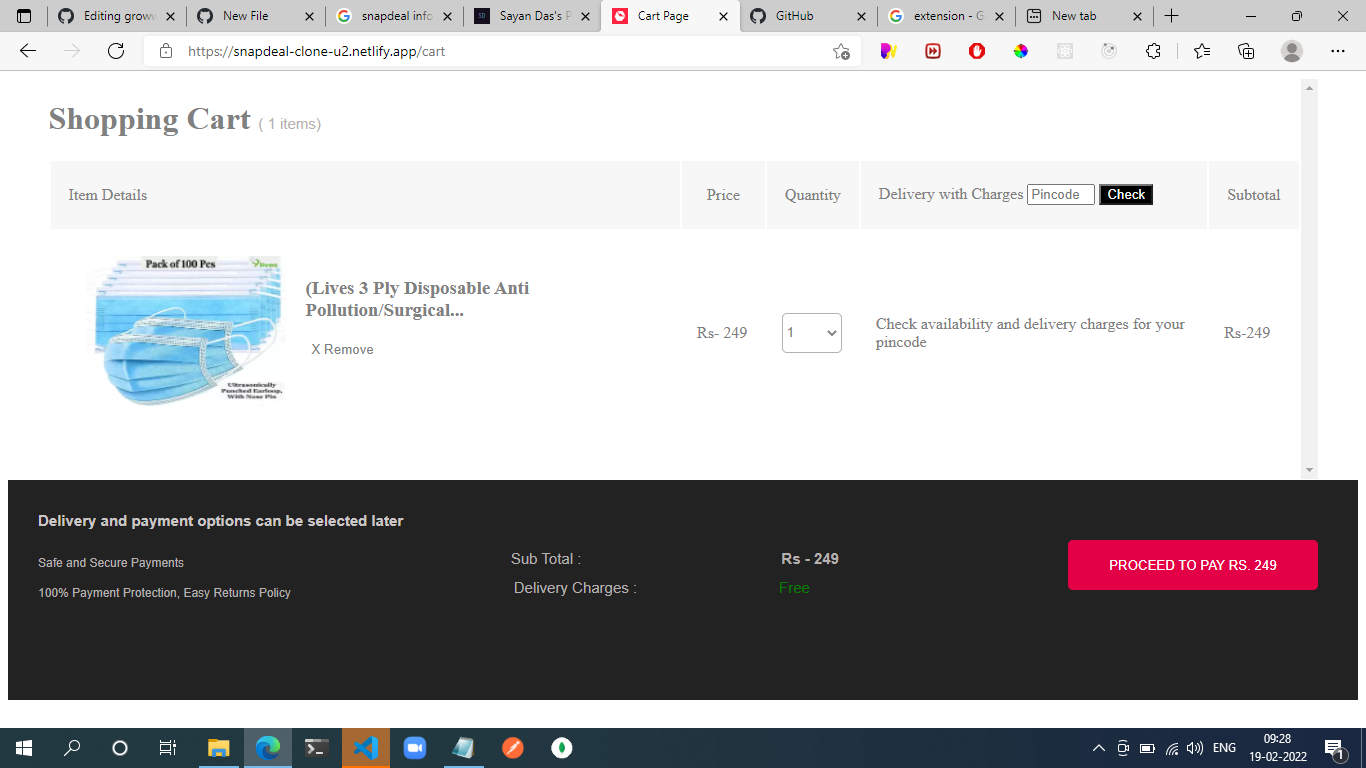 Editing grow
New File
snapdeal info
SD
Sayan Das's P
Cart Page
GitHub
extension - G
New tab
https://snapdeal-clone-u2.netlify.app/cart
Shopping Cart ( 1 items)
Item Details
Price
Quantity
Delivery with Charges Pincode Check
Subtotal
Pack of 100 Pcs
(Lives 3 Ply Disposable Anti
Pollution/Surgical...
X Remove
Ultrasonically
Punched Earloop,
With Nose Pin
Rs- 249
1
Check availability and delivery charges for your
pincode
Rs-249
Delivery and payment options can be selected later
Safe and Secure Payments
100% Payment Protection, Easy Returns Policy
Sub Total :
Rs - 249
Delivery Charges :
Free
PROCEED TO PAY RS. 249
ENG
09:28
19-02-2022
1